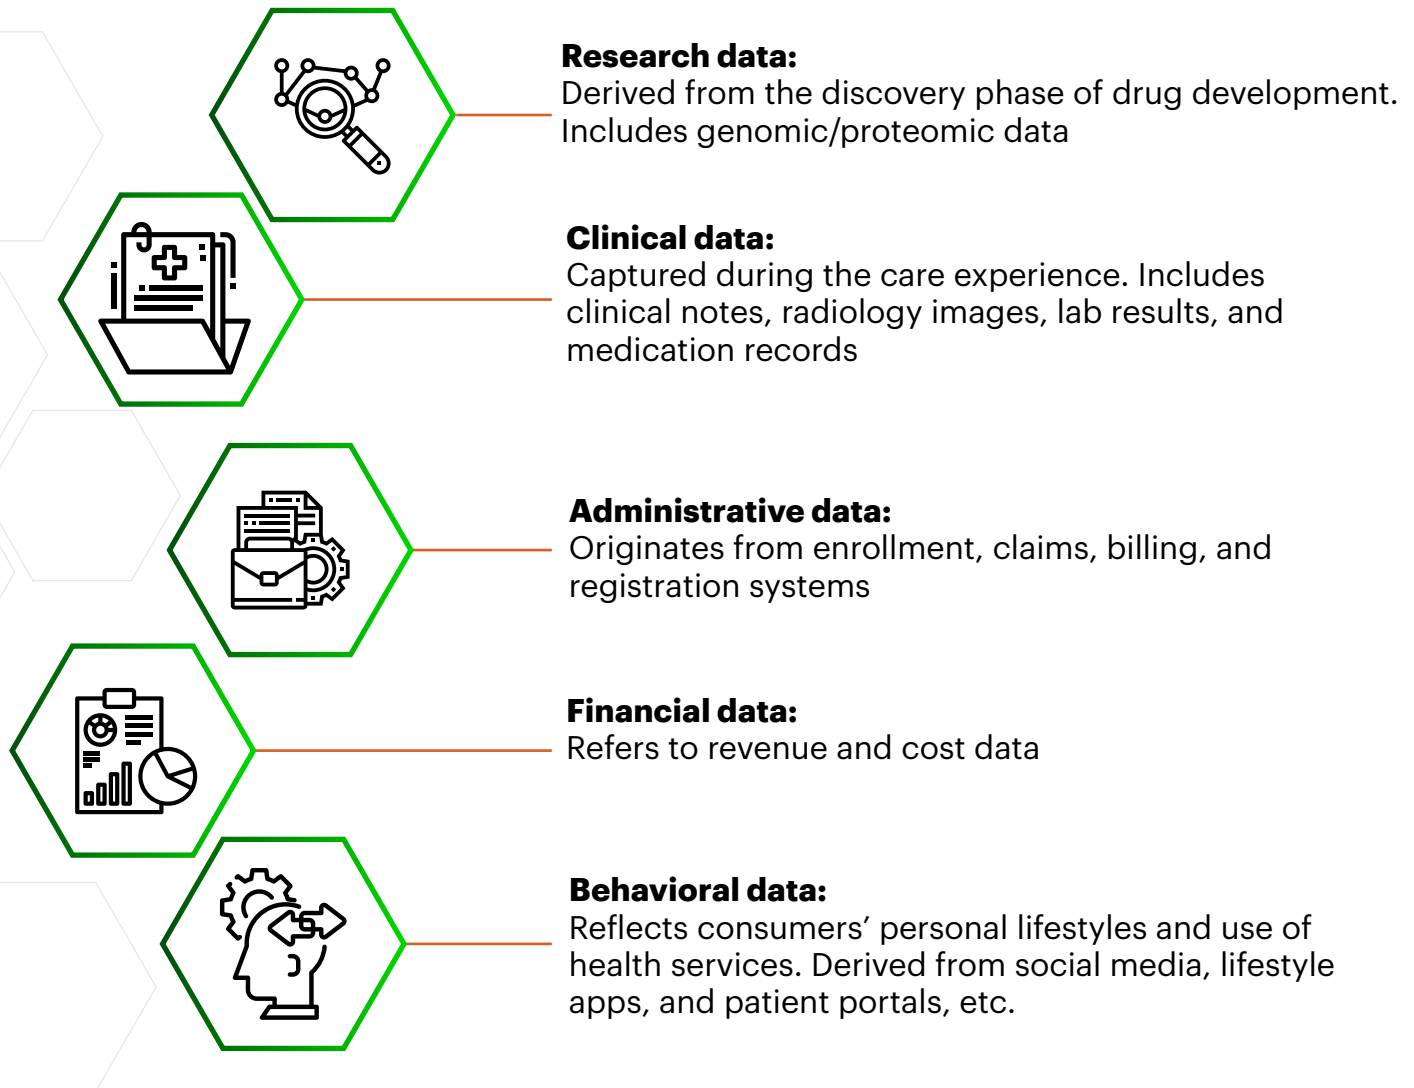 Research data:
Derived from the discovery phase of drug development.
Includes genomic/proteomic data
Clinical data:
Captured during the care experience. Includes
clinical notes, radiology images, lab results, and
medication records
Administrative data:
Originates from enrollment, claims, billing, and
registration systems
Financial data:
Refers to revenue and cost data
Behavioral data:
Reflects consumers’ personal lifestyles and use of
health services. Derived from social media, lifestyle
apps, and patient portals, etc.